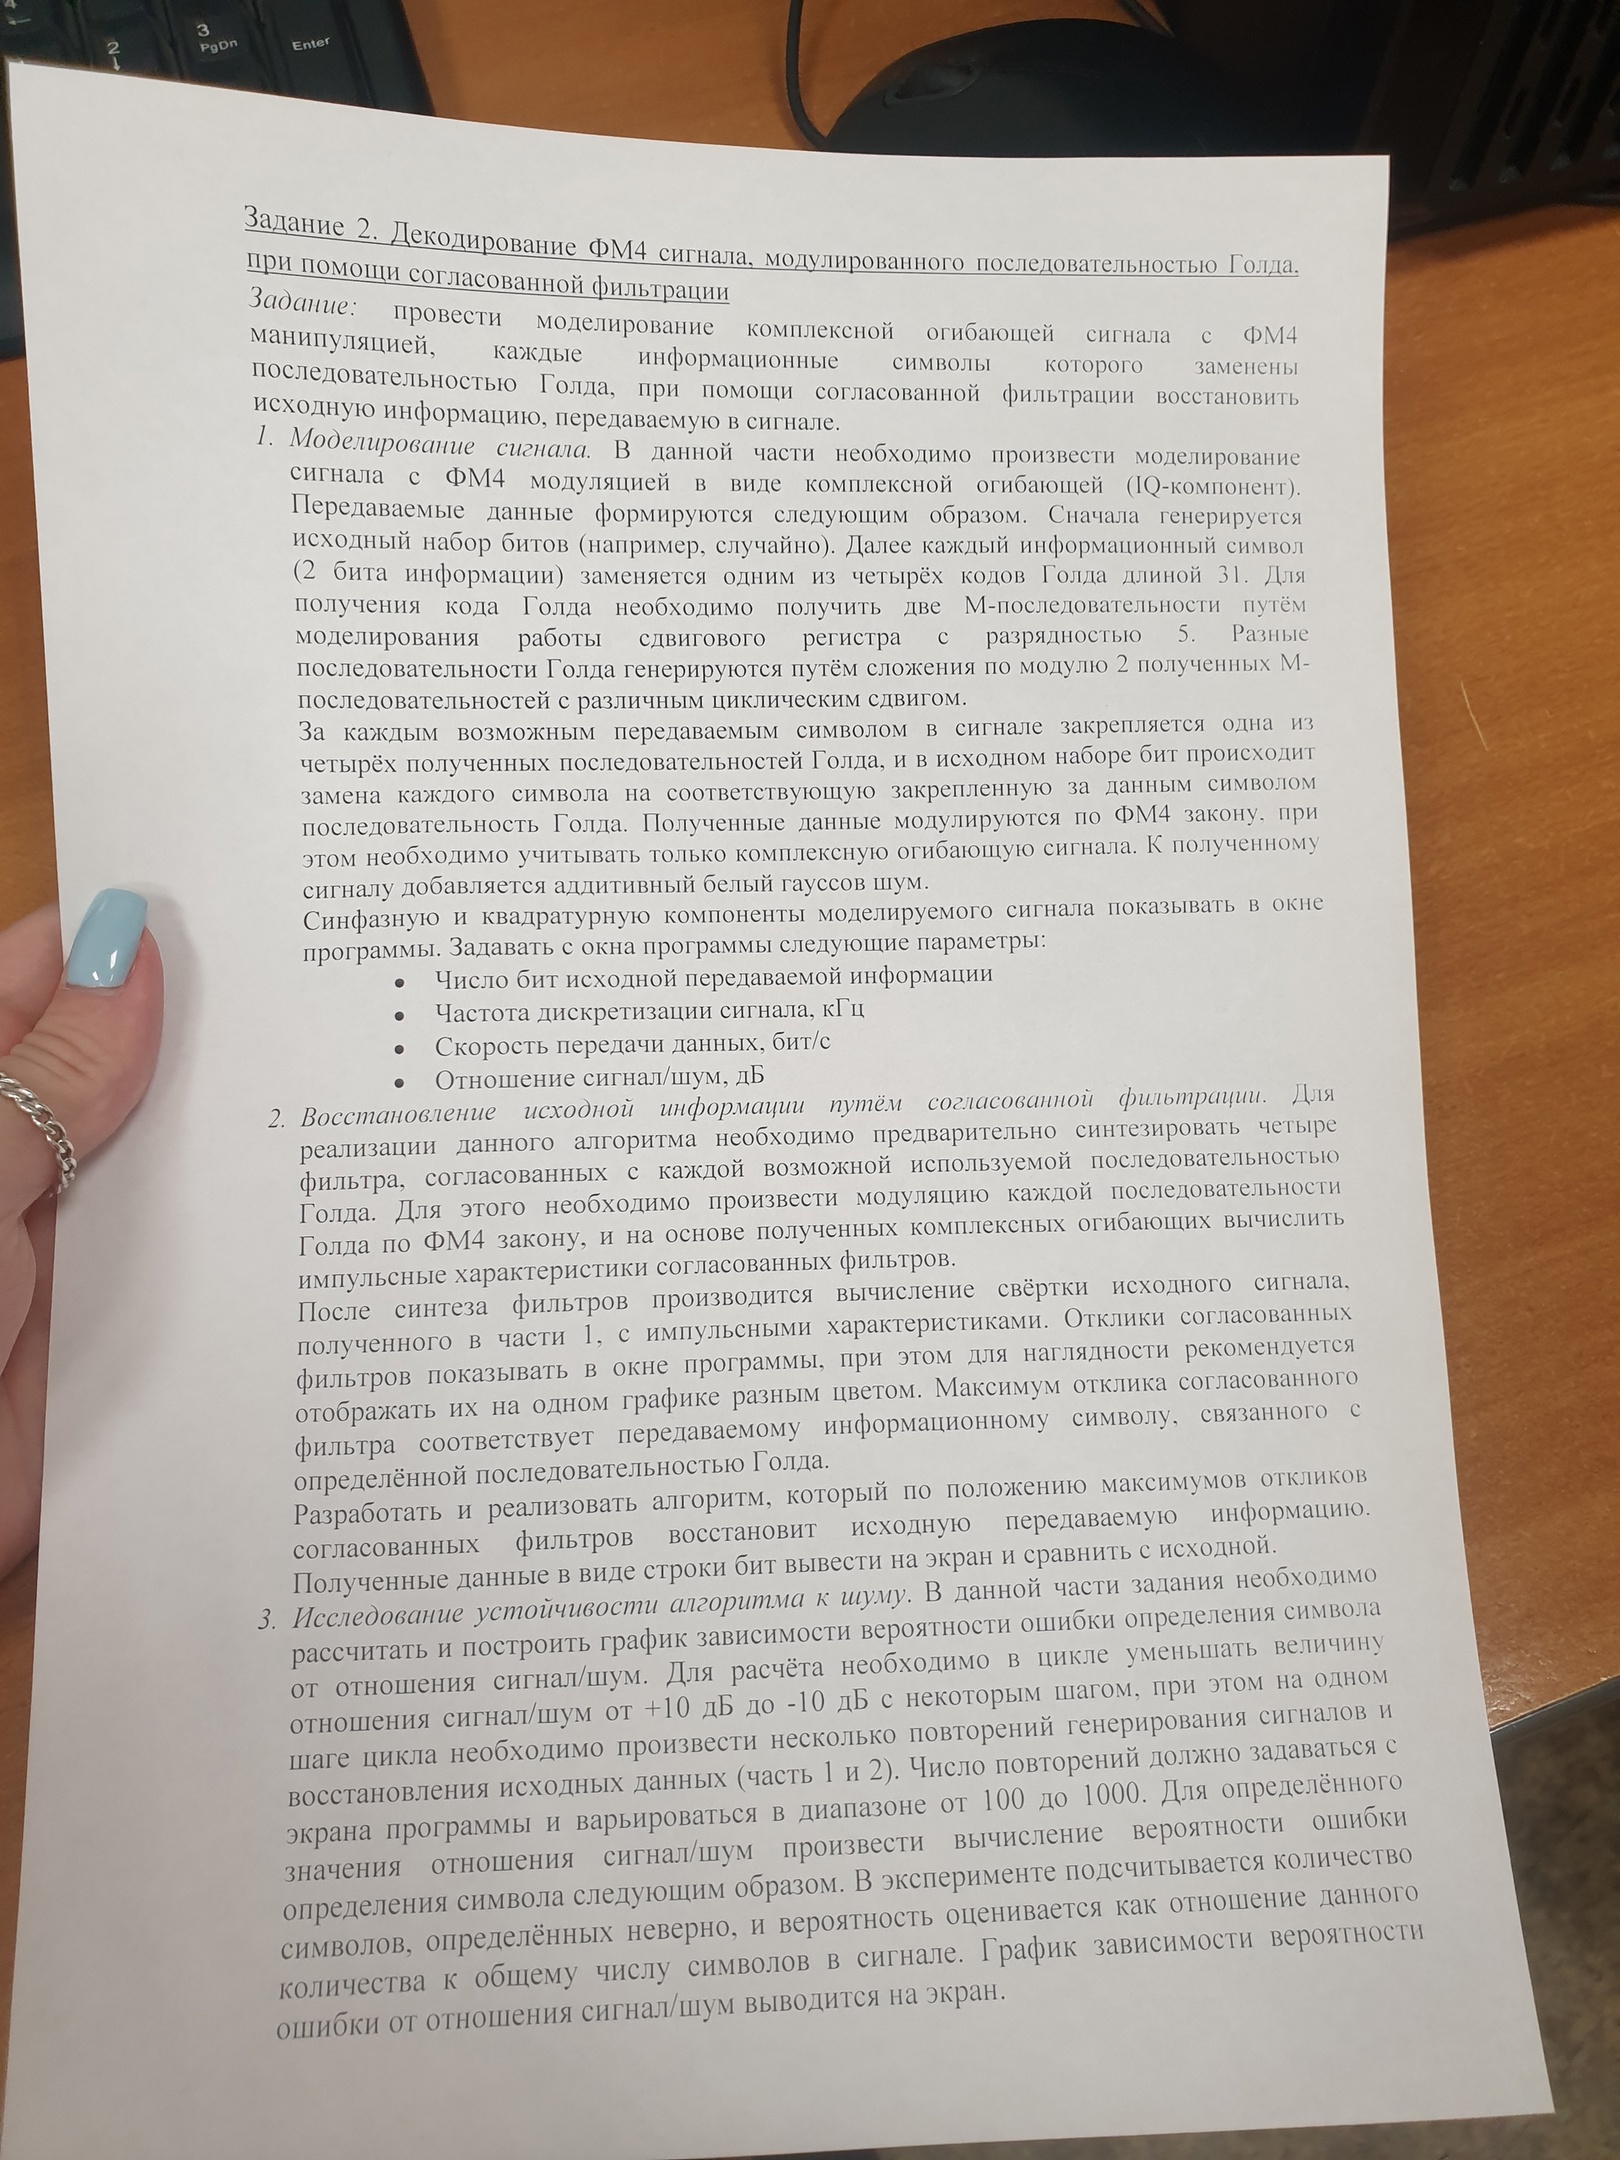 4
2
3
PgDn
Enter
Задание 2. Декодирование ФМ4 сигнала, модулированного последовательностью Голда,
при помощи согласованной фильтрации
Задание: провести моделирование комплексной огибающей сигнала с ФМ4
манипуляцией, каждые информационные символы которого заменены
последовательностью Голда, при помощи согласованной фильтрации восстановить
исходную информацию, передаваемую в сигнале.
1. Моделирование сигнала. В данной части необходимо произвести моделирование
сигнала с ФМ4 модуляцией в виде комплексной огибающей (IQ-компонент).
Передаваемые данные формируются следующим образом. Сначала генерируется
исходный набор битов (например, случайно). Далее каждый информационный символ
(2 бита информации) заменяется одним из четырёх кодов Голда длиной 31. Для
получения кода Голда необходимо получить две М-последовательности путём
моделирования работы сдвигового регистра с разрядностью 5. Разные
последовательности Голда генерируются путём сложения по модулю 2 полученных М-
последовательностей с различным циклическим сдвигом.
За каждым возможным передаваемым символом в сигнале закрепляется одна из
четырёх полученных последовательностей Голда, и в исходном наборе бит происходит
замена каждого символа на соответствующую закрепленную за данным символом
последовательность Голда. Полученные данные модулируются по ФМ4 закону, при
этом необходимо учитывать только комплексную огибающую сигнала. К полученному
сигналу добавляется аддитивный белый гауссов шум.
Синфазную и квадратурную компоненты моделируемого сигнала показывать в окне
программы. Задавать с окна программы следующие параметры:
• Число бит исходной передаваемой информации
• Частота дискретизации сигнала, кГц
• Скорость передачи данных, бит/с
• Отношение сигнал/шум, дБ
2. Восстановление исходной информации путём согласованной фильтрации. Для
реализации данного алгоритма необходимо предварительно синтезировать четыре
фильтра, согласованных с каждой возможной используемой последовательностью
Голда. Для этого необходимо произвести модуляцию каждой последовательности
Голда по ФМ4 закону, и на основе полученных комплексных огибающих вычислить
импульсные характеристики согласованных фильтров.
После синтеза фильтров производится вычисление свёртки исходного сигнала,
полученного в части 1, с импульсными характеристиками. Отклики согласованных
фильтров показывать в окне программы, при этом для наглядности рекомендуется
отображать их на одном графике разным цветом. Максимум отклика согласованного
фильтра соответствует передаваемому информационному символу, связанного с
определённой последовательностью Голда.
Разработать и реализовать алгоритм, который по положению максимумов откликов
согласованных фильтров восстановит исходную передаваемую информацию.
Полученные данные в виде строки бит вывести на экран и сравнить с исходной.
3. Исследование устойчивости алгоритма к шуму. В данной части задания необходимо
рассчитать и построить график зависимости вероятности ошибки определения символа
от отношения сигнал/шум. Для расчёта необходимо в цикле уменьшать величину
отношения сигнал/шум от +10 дБ до -10 дБ с некоторым шагом, при этом на одном
шаге цикла необходимо произвести несколько повторений генерирования сигналов и
восстановления исходных данных (часть 1 и 2). Число повторений должно задаваться с
экрана программы и варьироваться в диапазоне от 100 до 1000. Для определённого
значения отношения сигнал/шум произвести вычисление вероятности ошибки
определения символа следующим образом. В эксперименте подсчитывается количество
символов, определённых неверно, и вероятность оценивается как отношение данного
количества к общему числу символов в сигнале. График зависимости вероятности
ошибки от отношения сигнал/шум выводится на экран.